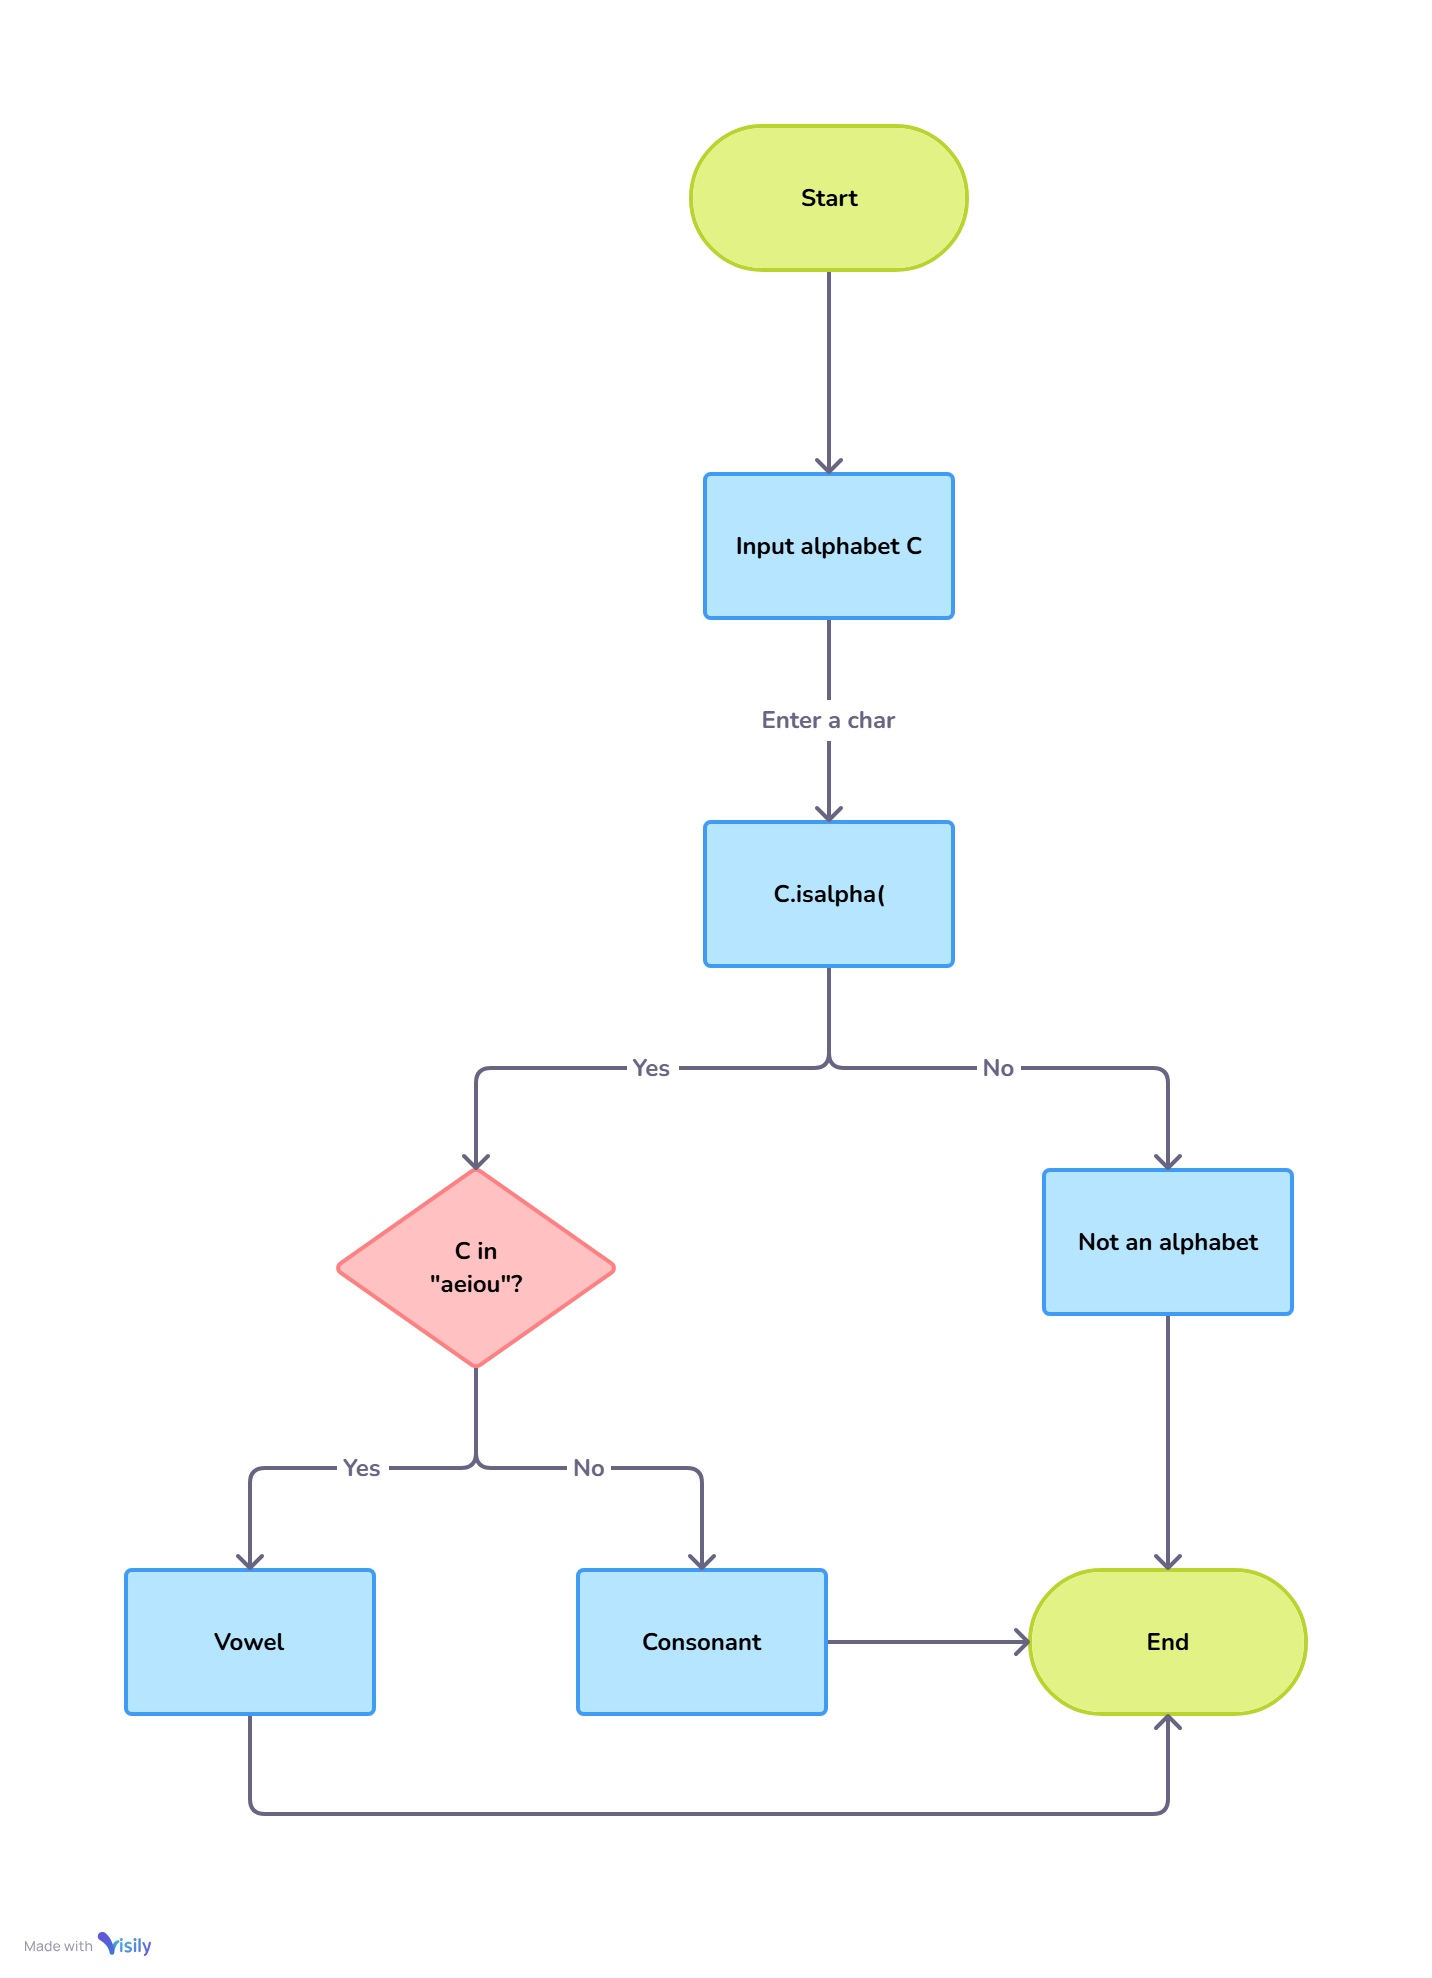 Start
Input alphabet C
Enter a char
C.isalpha(
Yes
No
C in
"aeiou"?
Not an alphabet
Yes
No
Vowel
Consonant
End
Made with Visily